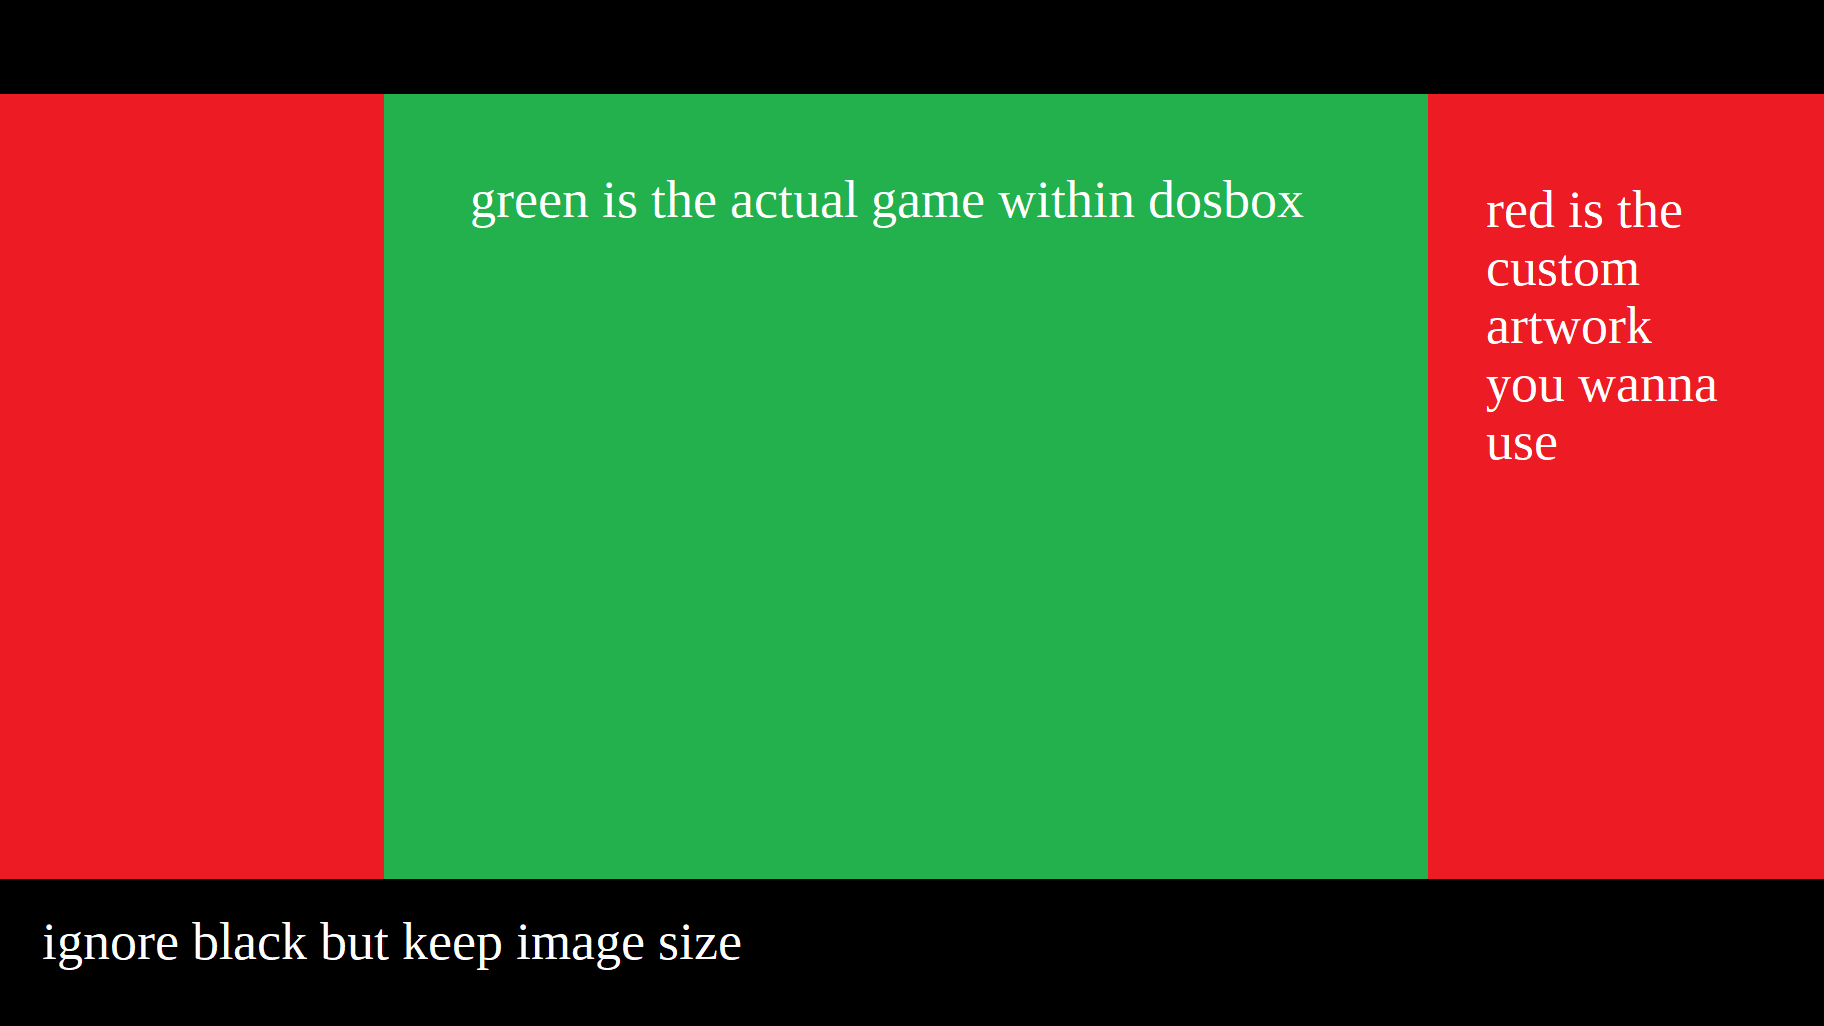 green is the actual game within dosbox
red is the
custom
artwork
you wanna
use
ignore black but keep image size